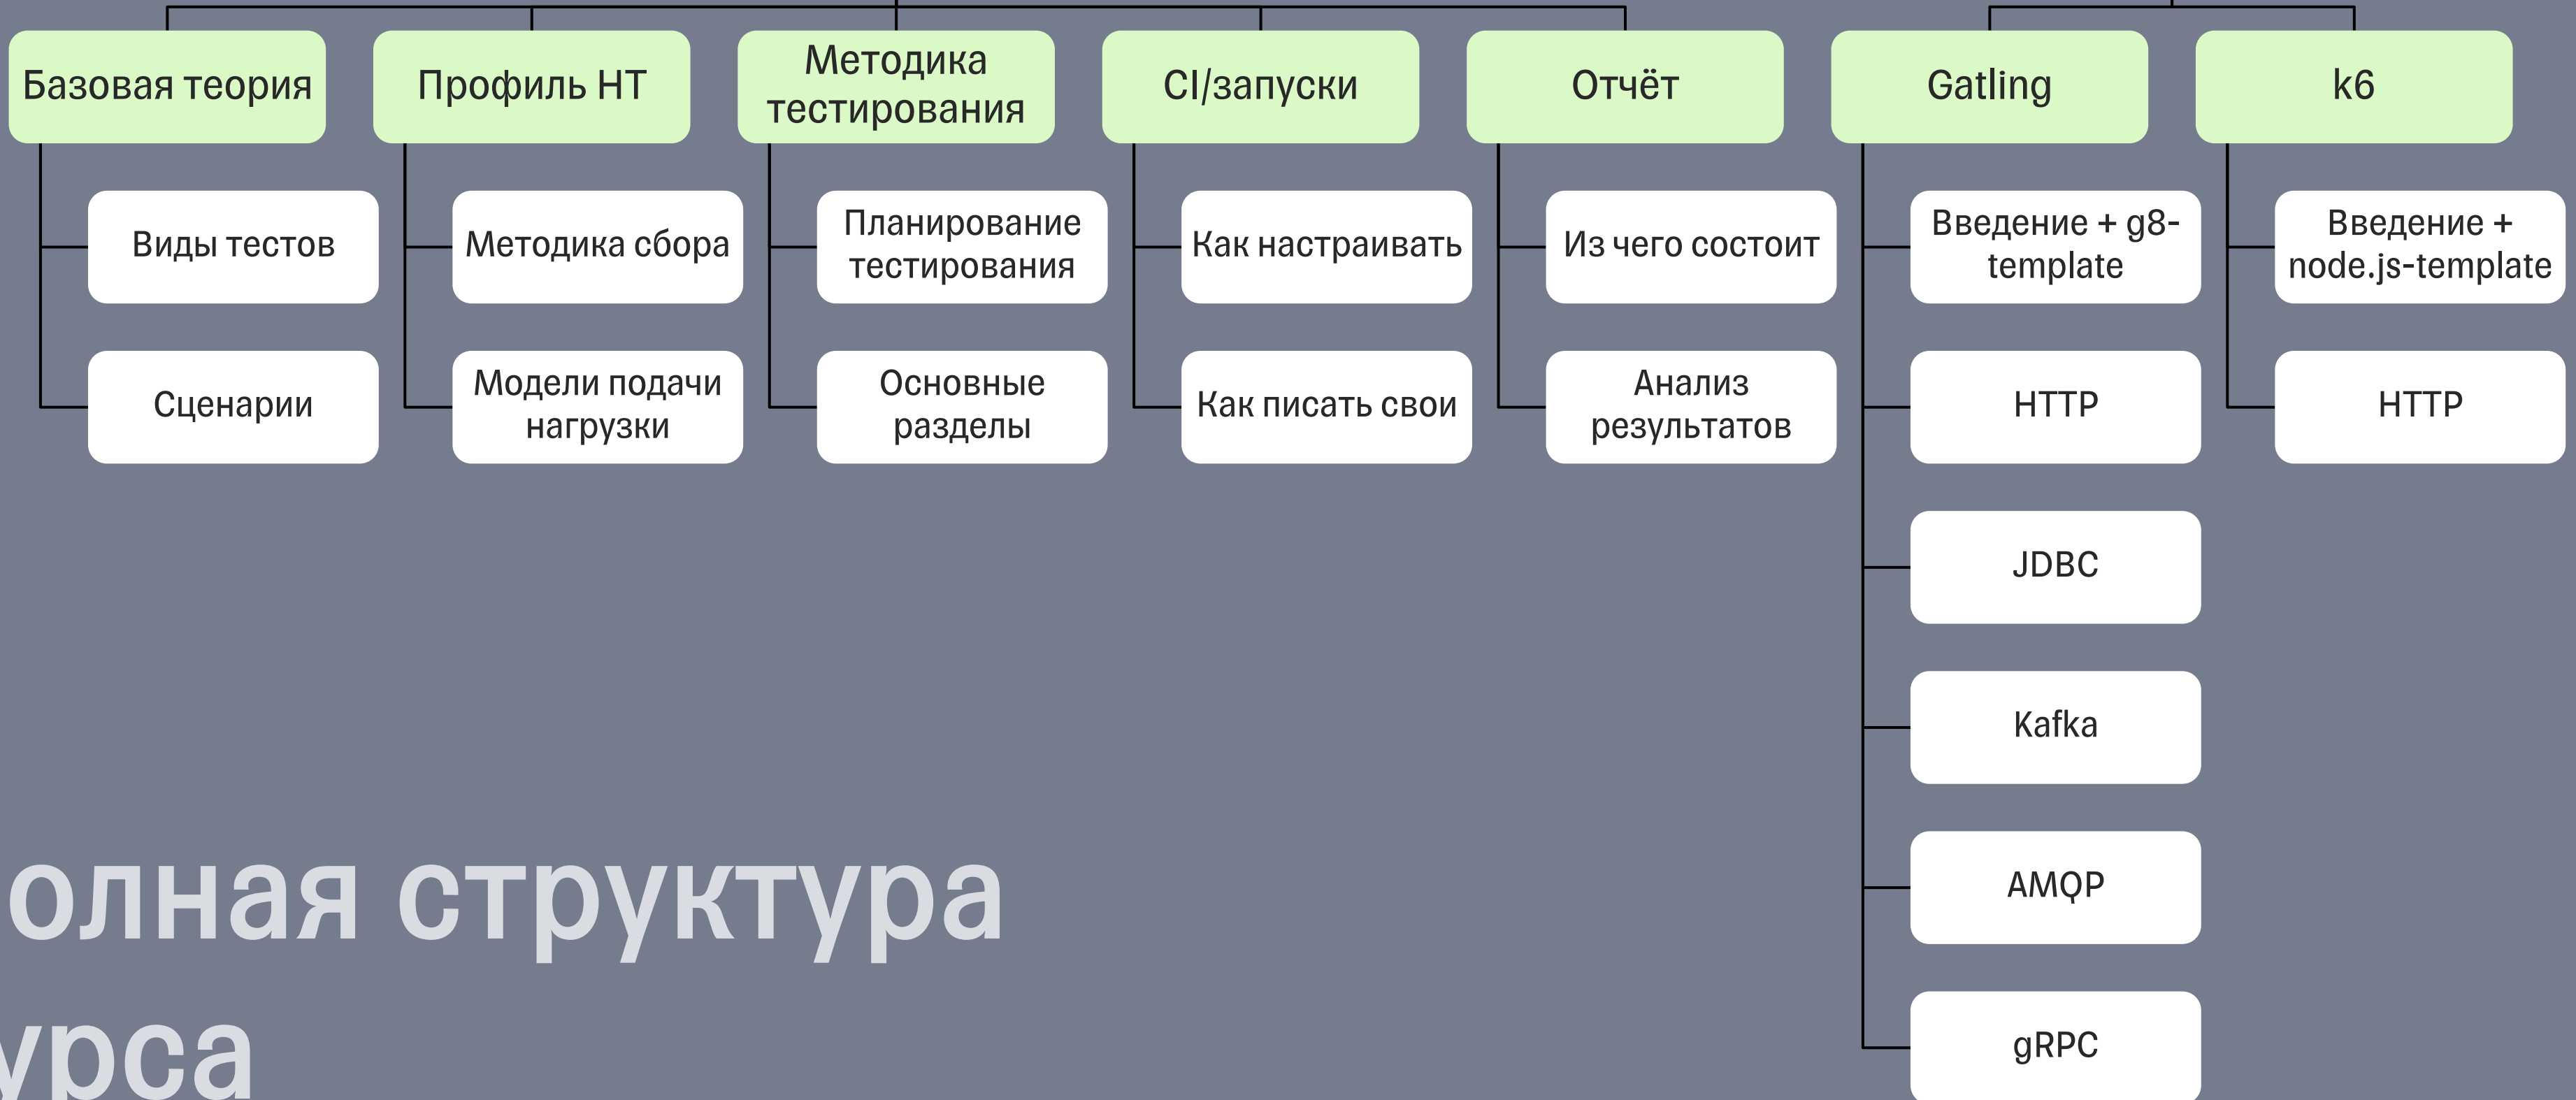 Базовая теория
Виды тестов
Сценарии
Профиль НТ
Методика сбора
Модели подачи
нагрузки
Методика
тестирования
Планирование
тестирования
Основные
разделы
CI/запуски
Как настраивать
Как писать свои
Отчёт
Из чего состоит
Анализ
результатов
Gatling
Введение + g8-
template
HTTP
JDBC
Kafka
AMQP
gRPC
k6
Введение +
node.js-template
HTTP
олная структура
урса